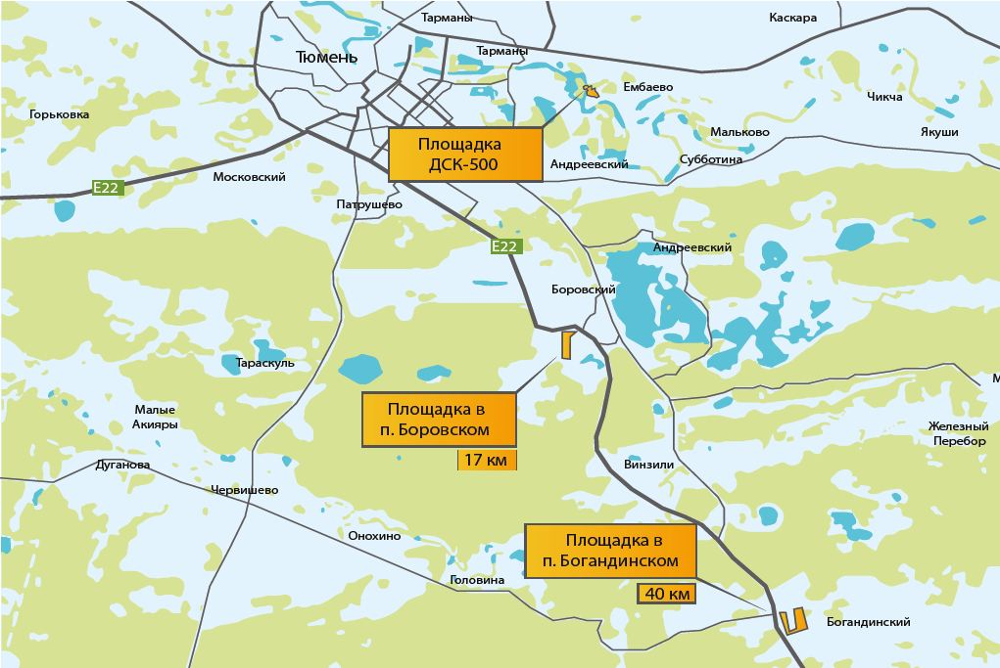 Тарманы
Каскара
Тюмень
Тарманы
Ембаево
Чикча
Горьковка
Площадка
ДСК-500
Мальково
Якуши
Субботина
Андреевский
Московский
E22
Патрушево
E22
Андреевский
Боровский
Тараскуль
Площадка в
п. Боровском
17 км
Малые
Акияры
Железный
Перебор
Дуганова
Винзили
Червишево
Онохино
Площадка в
п. Богандинском
40 км
Головина
Богандинский